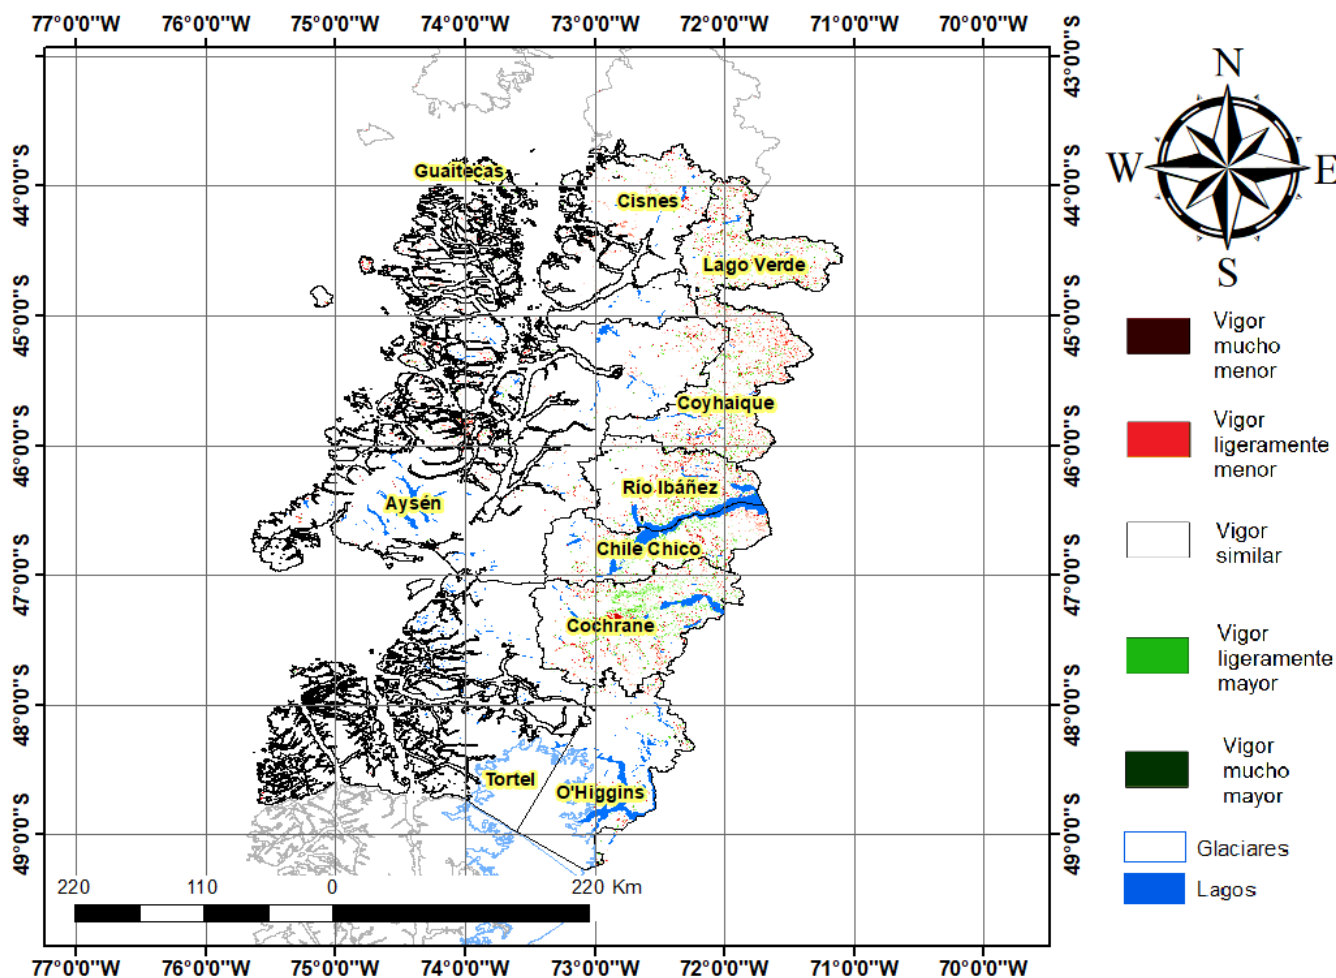 77°0'0"W 76°0'0"W 75°0'0"W 74°0'0"W 73°0'0"W 72°0'0"W 71°0'0"W 70°0'0"W
43°0'0"S
44°0'0"S
44°0'0"S
45°0'0"S
45°0'0"S
46°0'0"S
46°0'0"S
47°0'0"S
47°0'0"S
48°0'0"S
48°0'0"S
49°0'0"S
49°0'0"S
Guaitecas
Cisnes
Lago Verde
Coyhaique
Río Ibáñez
Aysén
Chile Chico
Cochrane
Tortel
O'Higgins
220 110 0 220 Km
77°0'0"W 76°0'0"W 75°0'0"W 74°0'0"W 73°0'0"W 72°0'0"W 71°0'0"W 70°0'0"W
N
W E
S
Vigor
mucho
menor
Vigor
ligeramente
menor
Vigor
similar
Vigor
ligeramente
mayor
Vigor
mucho
mayor
Glaciares
Lagos